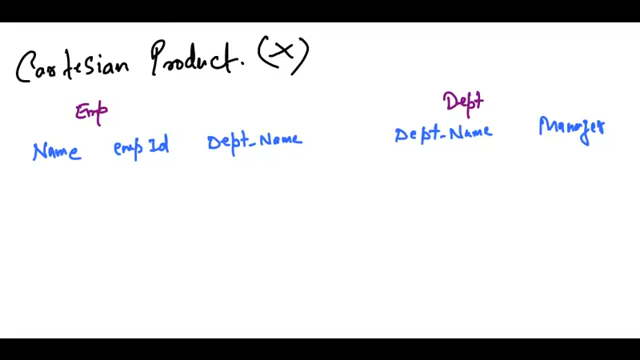 Cartesian Product. (X)
Emp Dept
Name emp Id Dept_Name Dept_Name Manager